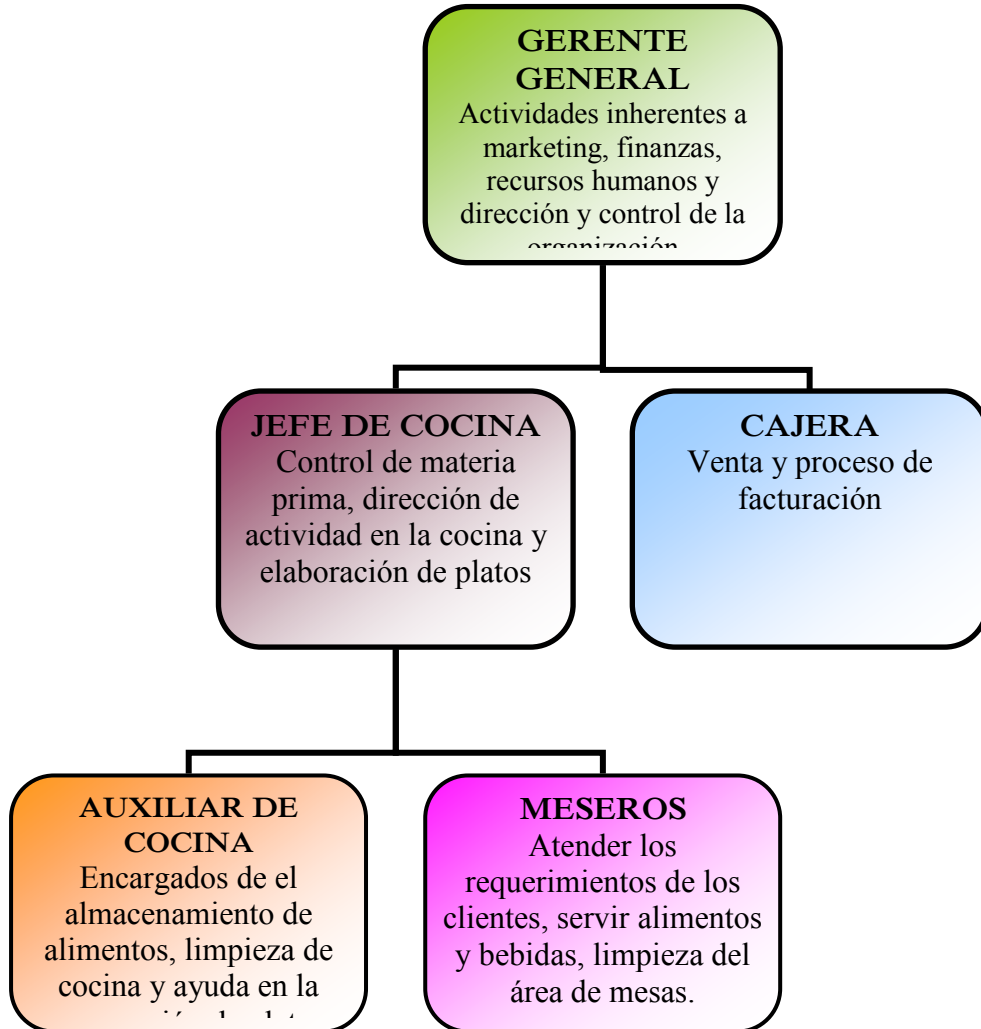 GERENTE
GENERAL
Actividades inherentes a
marketing, finanzas,
recursos humanos y
dirección y control de la
organización
JEFE DE COCINA
Control de materia
prima, dirección de
actividad en la cocina y
elaboración de platos
CAJERA
Venta y proceso de
facturación
AUXILIAR DE
COCINA
Encargados de el
almacenamiento de
alimentos, limpieza de
cocina y ayuda en la
MESEROS
Atender los
requerimientos de los
clientes, servir alimentos
y bebidas, limpieza del
área de mesas.